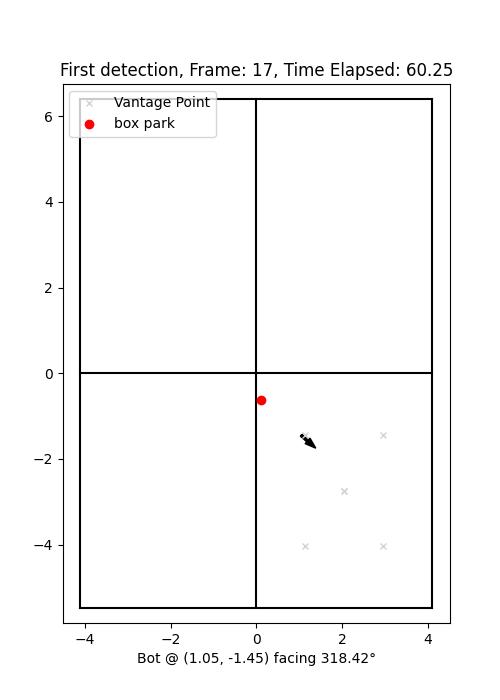 First detection, Frame: 17, Time Elapsed: 60.25
Vantage Point
box park
6
4
2
0
−2
−4
−4
−2
0
2
4
Bot @ (1.05, -1.45) facing 318.42°